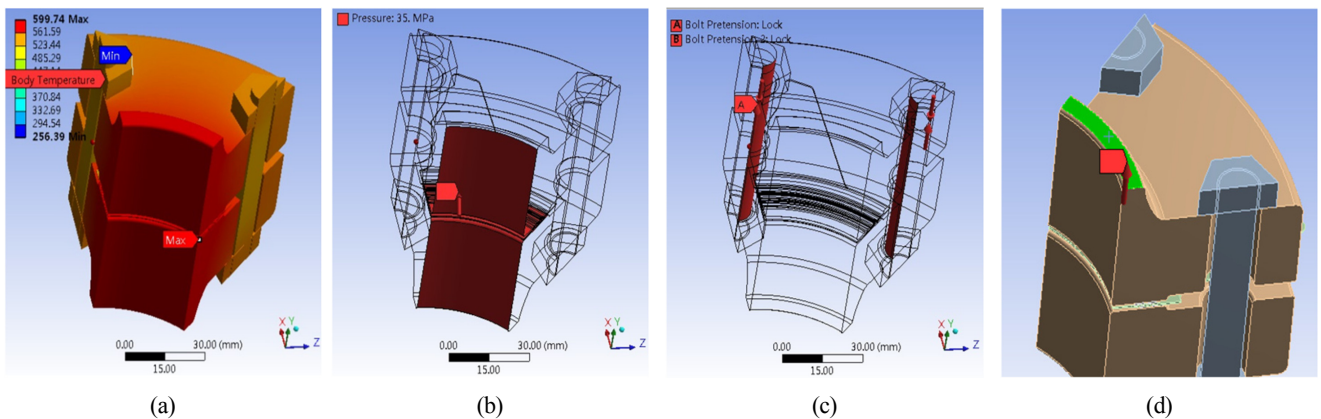 599.74 Max
561.59
523.44
485.29
Min
Body Temperature
370.84
332.69
294.54
256.39 Min
Max
X Y
Z
0.00 30.00 (mm)
15.00
Pressure: 35. MPa
X Y
Z
0.00 30.00 (mm)
15.00
A Bolt Pretension: Lock
B Bolt Pretension 2: Lock
A
X Y
Z
0.00 30.00 (mm)
15.00
(a) (b) (c) (d)